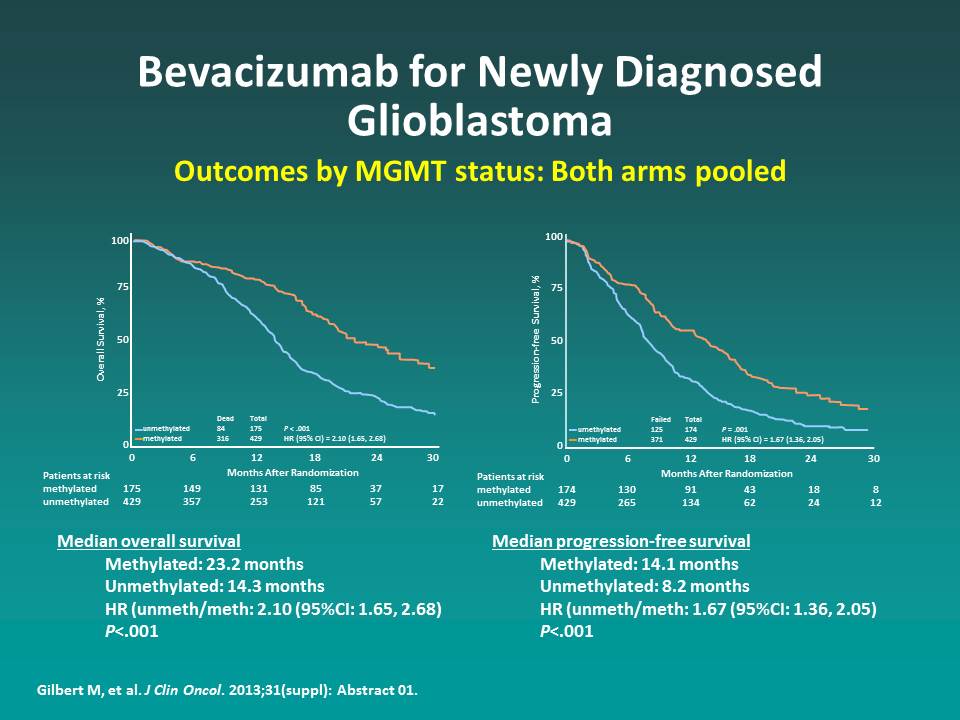 Bevacizumab for Newly Diagnosed
Glioblastoma
Outcomes by MGMT status: Both arms pooled
Overall Survival, %
100
75
50
25
0
Dead Total
unmethylated 84 175 P < .001
methylated 316 429 HR (95% CI) = 2.10 (1.65, 2.68)
0 6 12 18 24 30
Months After Randomization
Patients at risk
methylated 175 149 131 85 37 17
unmethylated 429 357 253 121 57 22
Progression-free Survival, %
100
75
50
25
0
Failed Total
umethylated 125 174 P = .001
methylated 371 429 HR (95% CI) = 1.67 (1.36, 2.05)
0 6 12 18 24 30
Months After Randomization
Patients at risk
methylated 174 130 91 43 18 8
unmethylated 429 265 134 62 24 12
Median overall survival
Methylated: 23.2 months
Unmethylated: 14.3 months
HR (unmeth/meth: 2.10 (95%CI: 1.65, 2.68)
P<.001
Median progression-free survival
Methylated: 14.1 months
Unmethylated: 8.2 months
HR (unmeth/meth: 1.67 (95%CI: 1.36, 2.05)
P<.001
Gilbert M, et al. J Clin Oncol. 2013;31(suppl): Abstract 01.